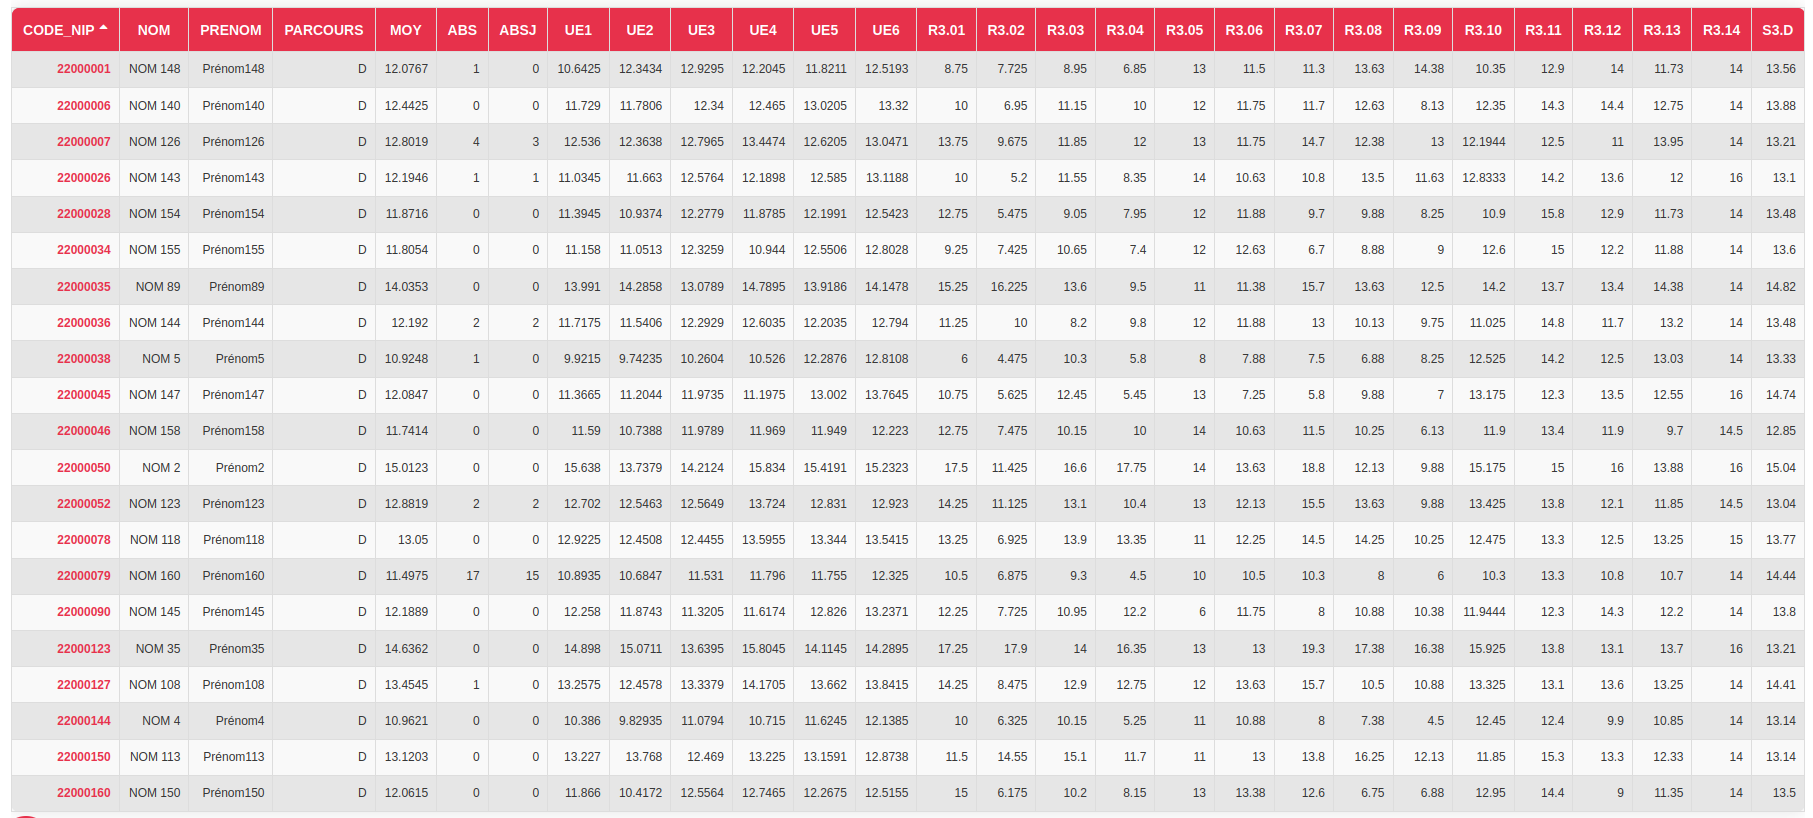 CODE_NIP NOM PRENOM PARCOURS MOY ABS ABSJ UE1 UE2 UE3 UE4 UE5 UE6 R3.01 R3.02 R3.03 R3.04 R3.05 R3.06 R3.07 R3.08 R3.09 R3.10 R3.11 R3.12 R3.13 R3.14 S3.D
22000001 NOM 148 Prénom148 D 12.0767 1 0 10.6425 12.3434 12.9295 12.2045 11.8211 12.5193 8.75 7.725 8.95 6.85 13 11.5 11.3 13.63 14.38 10.35 12.9 14 11.73 14 13.56
22000006 NOM 140 Prénom140 D 12.4425 0 0 11.729 11.7806 12.34 12.465 13.0205 13.32 10 6.95 11.15 10 12 11.75 11.7 12.63 8.13 12.35 14.3 14.4 12.75 14 13.88
22000007 NOM 126 Prénom126 D 12.8019 4 3 12.536 12.3638 12.7965 13.4474 12.6205 13.0471 13.75 9.675 11.85 12 13 11.75 14.7 12.38 13 12.1944 12.5 11 13.95 14 13.21
22000026 NOM 143 Prénom143 D 12.1946 1 1 11.0345 11.663 12.5764 12.1898 12.585 13.1188 10 5.2 11.55 8.35 14 10.63 10.8 13.5 11.63 12.8333 14.2 13.6 12 16 13.1
22000028 NOM 154 Prénom154 D 11.8716 0 0 11.3945 10.9374 12.2779 11.8785 12.1991 12.5423 12.75 5.475 9.05 7.95 12 11.88 9.7 9.88 8.25 10.9 15.8 12.9 11.73 14 13.48
22000034 NOM 155 Prénom155 D 11.8054 0 0 11.158 11.0513 12.3259 10.944 12.5506 12.8028 9.25 7.425 10.65 7.4 12 12.63 6.7 8.88 9 12.6 15 12.2 11.88 14 13.6
22000035 NOM 89 Prénom89 D 14.0353 0 0 13.991 14.2858 13.0789 14.7895 13.9186 14.1478 15.25 16.225 13.6 9.5 11 11.38 15.7 13.63 12.5 14.2 13.7 13.4 14.38 14 14.82
22000036 NOM 144 Prénom144 D 12.192 2 2 11.7175 11.5406 12.2929 12.6035 12.2035 12.794 11.25 10 8.2 9.8 12 11.88 13 10.13 9.75 11.025 14.8 11.7 13.2 14 13.48
22000038 NOM 5 Prénom5 D 10.9248 1 0 9.9215 9.74235 10.2604 10.526 12.2876 12.8108 6 4.475 10.3 5.8 8 7.88 7.5 6.88 8.25 12.525 14.2 12.5 13.03 14 13.33
22000045 NOM 147 Prénom147 D 12.0847 0 0 11.3665 11.2044 11.9735 11.1975 13.002 13.7645 10.75 5.625 12.45 5.45 13 7.25 5.8 9.88 7 13.175 12.3 13.5 12.55 16 14.74
22000046 NOM 158 Prénom158 D 11.7414 0 0 11.59 10.7388 11.9789 11.969 11.949 12.223 12.75 7.475 10.15 10 14 10.63 11.5 10.25 6.13 11.9 13.4 11.9 9.7 14.5 12.85
22000050 NOM 2 Prénom2 D 15.0123 0 0 15.638 13.7379 14.2124 15.834 15.4191 15.2323 17.5 11.425 16.6 17.75 14 13.63 18.8 12.13 9.88 15.175 15 16 13.88 16 15.04
22000052 NOM 123 Prénom123 D 12.8819 2 2 12.702 12.5463 12.5649 13.724 12.831 12.923 14.25 11.125 13.1 10.4 13 12.13 15.5 13.63 9.88 13.425 13.8 12.1 11.85 14.5 13.04
22000078 NOM 118 Prénom118 D 13.05 0 0 12.9225 12.4508 12.4455 13.5955 13.344 13.5415 13.25 6.925 13.9 13.35 11 12.25 14.5 14.25 10.25 12.475 13.3 12.5 13.25 15 13.77
22000079 NOM 160 Prénom160 D 11.4975 17 15 10.8935 10.6847 11.531 11.796 11.755 12.325 10.5 6.875 9.3 4.5 10 10.5 10.3 8 6 10.3 13.3 10.8 10.7 14 14.44
22000090 NOM 145 Prénom145 D 12.1889 0 0 12.258 11.8743 11.3205 11.6174 12.826 13.2371 12.25 7.725 10.95 12.2 6 11.75 8 10.88 10.38 11.9444 12.3 14.3 12.2 14 13.8
22000123 NOM 35 Prénom35 D 14.6362 0 0 14.898 15.0711 13.6395 15.8045 14.1145 14.2895 17.25 17.9 14 16.35 13 13 19.3 17.38 16.38 15.925 13.8 13.1 13.7 16 13.21
22000127 NOM 108 Prénom108 D 13.4545 1 0 13.2575 12.4578 13.3379 14.1705 13.662 13.8415 14.25 8.475 12.9 12.75 12 13.63 15.7 10.5 10.88 13.325 13.1 13.6 13.25 14 14.41
22000144 NOM 4 Prénom4 D 10.9621 0 0 10.386 9.82935 11.0794 10.715 11.6245 12.1385 10 6.325 10.15 5.25 11 10.88 8 7.38 4.5 12.45 12.4 9.9 10.85 14 13.14
22000150 NOM 113 Prénom113 D 13.1203 0 0 13.227 13.768 12.469 13.225 13.1591 12.8738 11.5 14.55 15.1 11.7 11 13 13.8 16.25 12.13 11.85 15.3 13.3 12.33 14 13.14
22000160 NOM 150 Prénom150 D 12.0615 0 0 11.866 10.4172 12.5564 12.7465 12.2675 12.5155 15 6.175 10.2 8.15 13 13.38 12.6 6.75 6.88 12.95 14.4 9 11.35 14 13.5